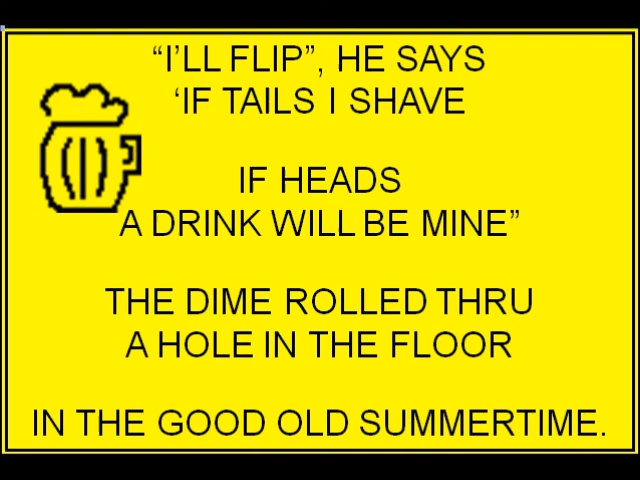 “I’LL FLIP”, HE SAYS
‘IF TAILS I SHAVE
IF HEADS
A DRINK WILL BE MINE”
THE DIME ROLLED THRU
A HOLE IN THE FLOOR
IN THE GOOD OLD SUMMERTIME.